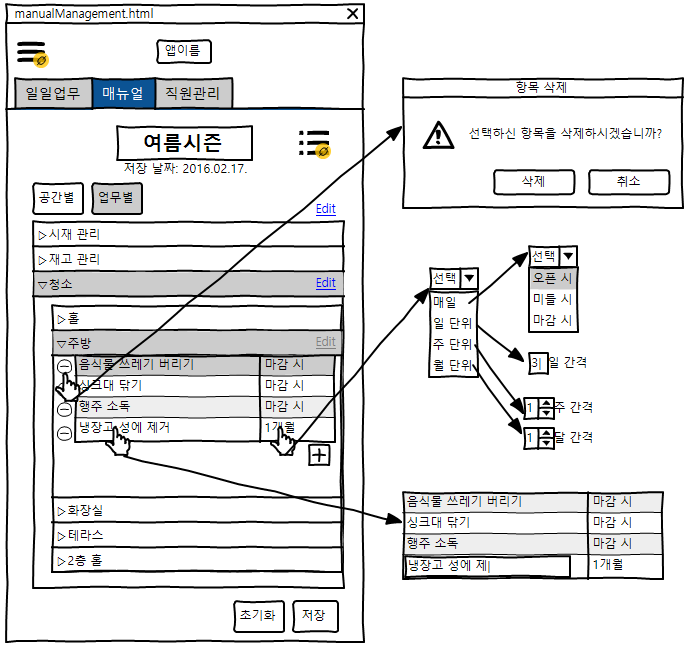 manualManagement.html
앱이름
일일업무 매뉴얼 직원관리
여름시즌
저장 날짜: 2016.02.17.
공간별 업무별 Edit
시재 관리
재고 관리
청소 Edit
홀
주방 Edit
음식물 쓰레기 버리기 마감 시
싱크대 닦기 마감 시
행주 소독 마감 시
냉장고 성에 제거 1개월
화장실
테라스
2층 홀
초기화 저장
항목 삭제
선택하신 항목을 삭제하시겠습니까?
삭제 취소
선택
매일
일 단위
주 단위
월 단위
선택
오픈 시
미들 시
마감 시
3 일 간격
1 주 간격
1 달 간격
음식물 쓰레기 버리기 마감 시
싱크대 닦기 마감 시
행주 소독 마감 시
냉장고 성에 제 1개월